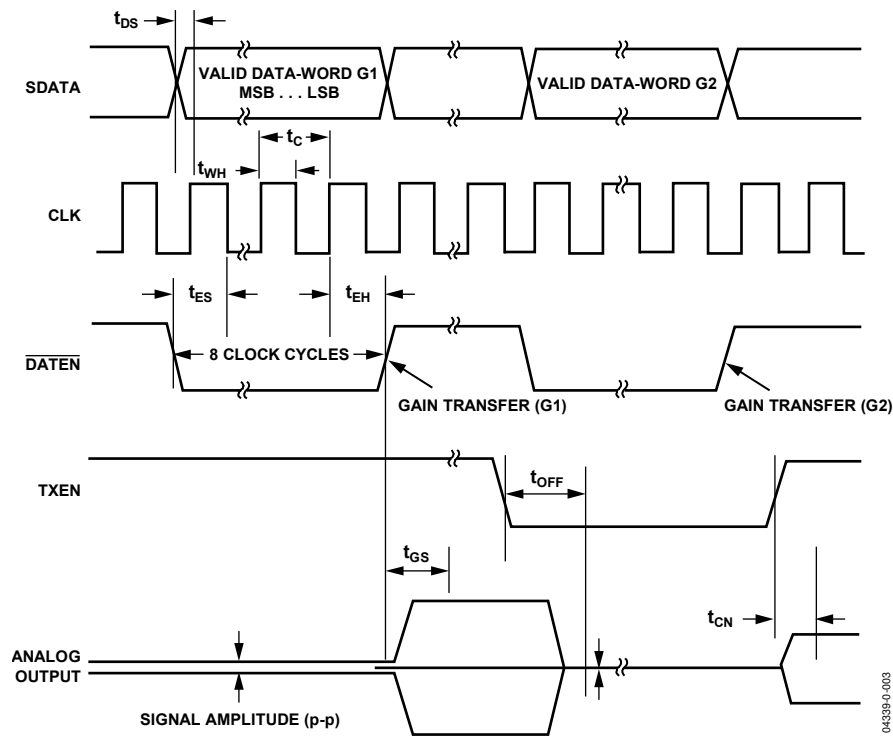 tDS
SDATA
VALID DATA-WORD G1
MSB . . . LSB
VALID DATA-WORD G2
tC
tWH
CLK
tES
tEH
8 CLOCK CYCLES
DATEN
GAIN TRANSFER (G1)
GAIN TRANSFER (G2)
TXEN
tOFF
tGS
tCN
ANALOG
OUTPUT
SIGNAL AMPLITUDE (p-p)
04339-0-003